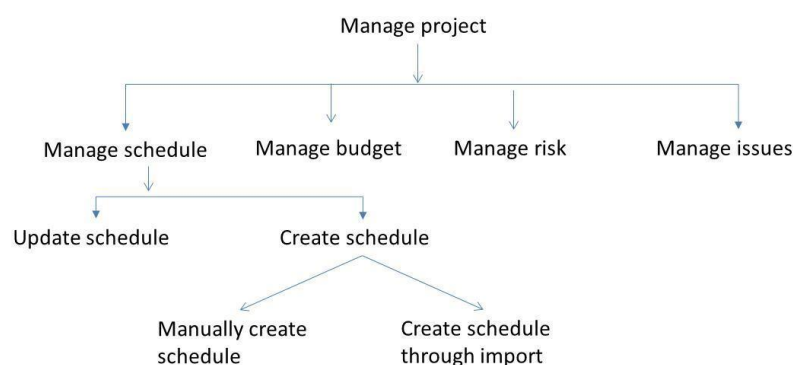 Manage project
Manage schedule
Manage budget
Manage risk
Manage issues
Update schedule
Create schedule
Manually create
schedule
Create schedule
through import